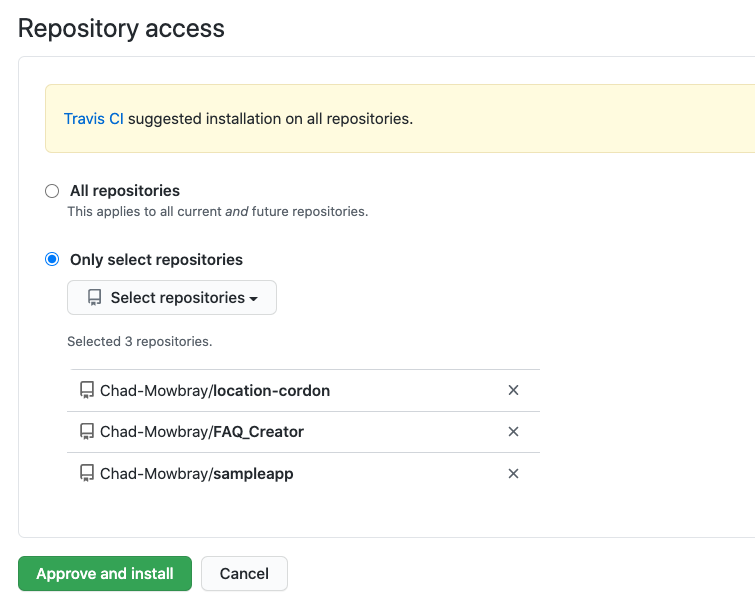 Repository access
Travis CI suggested installation on all repositories.
All repositories
This applies to all current and future repositories.
Only select repositories
Select repositories
Selected 3 repositories.
Chad-Mowbray/location-cordon
Chad-Mowbray/FAQ_Creator
Chad-Mowbray/sampleapp
Approve and install
Cancel